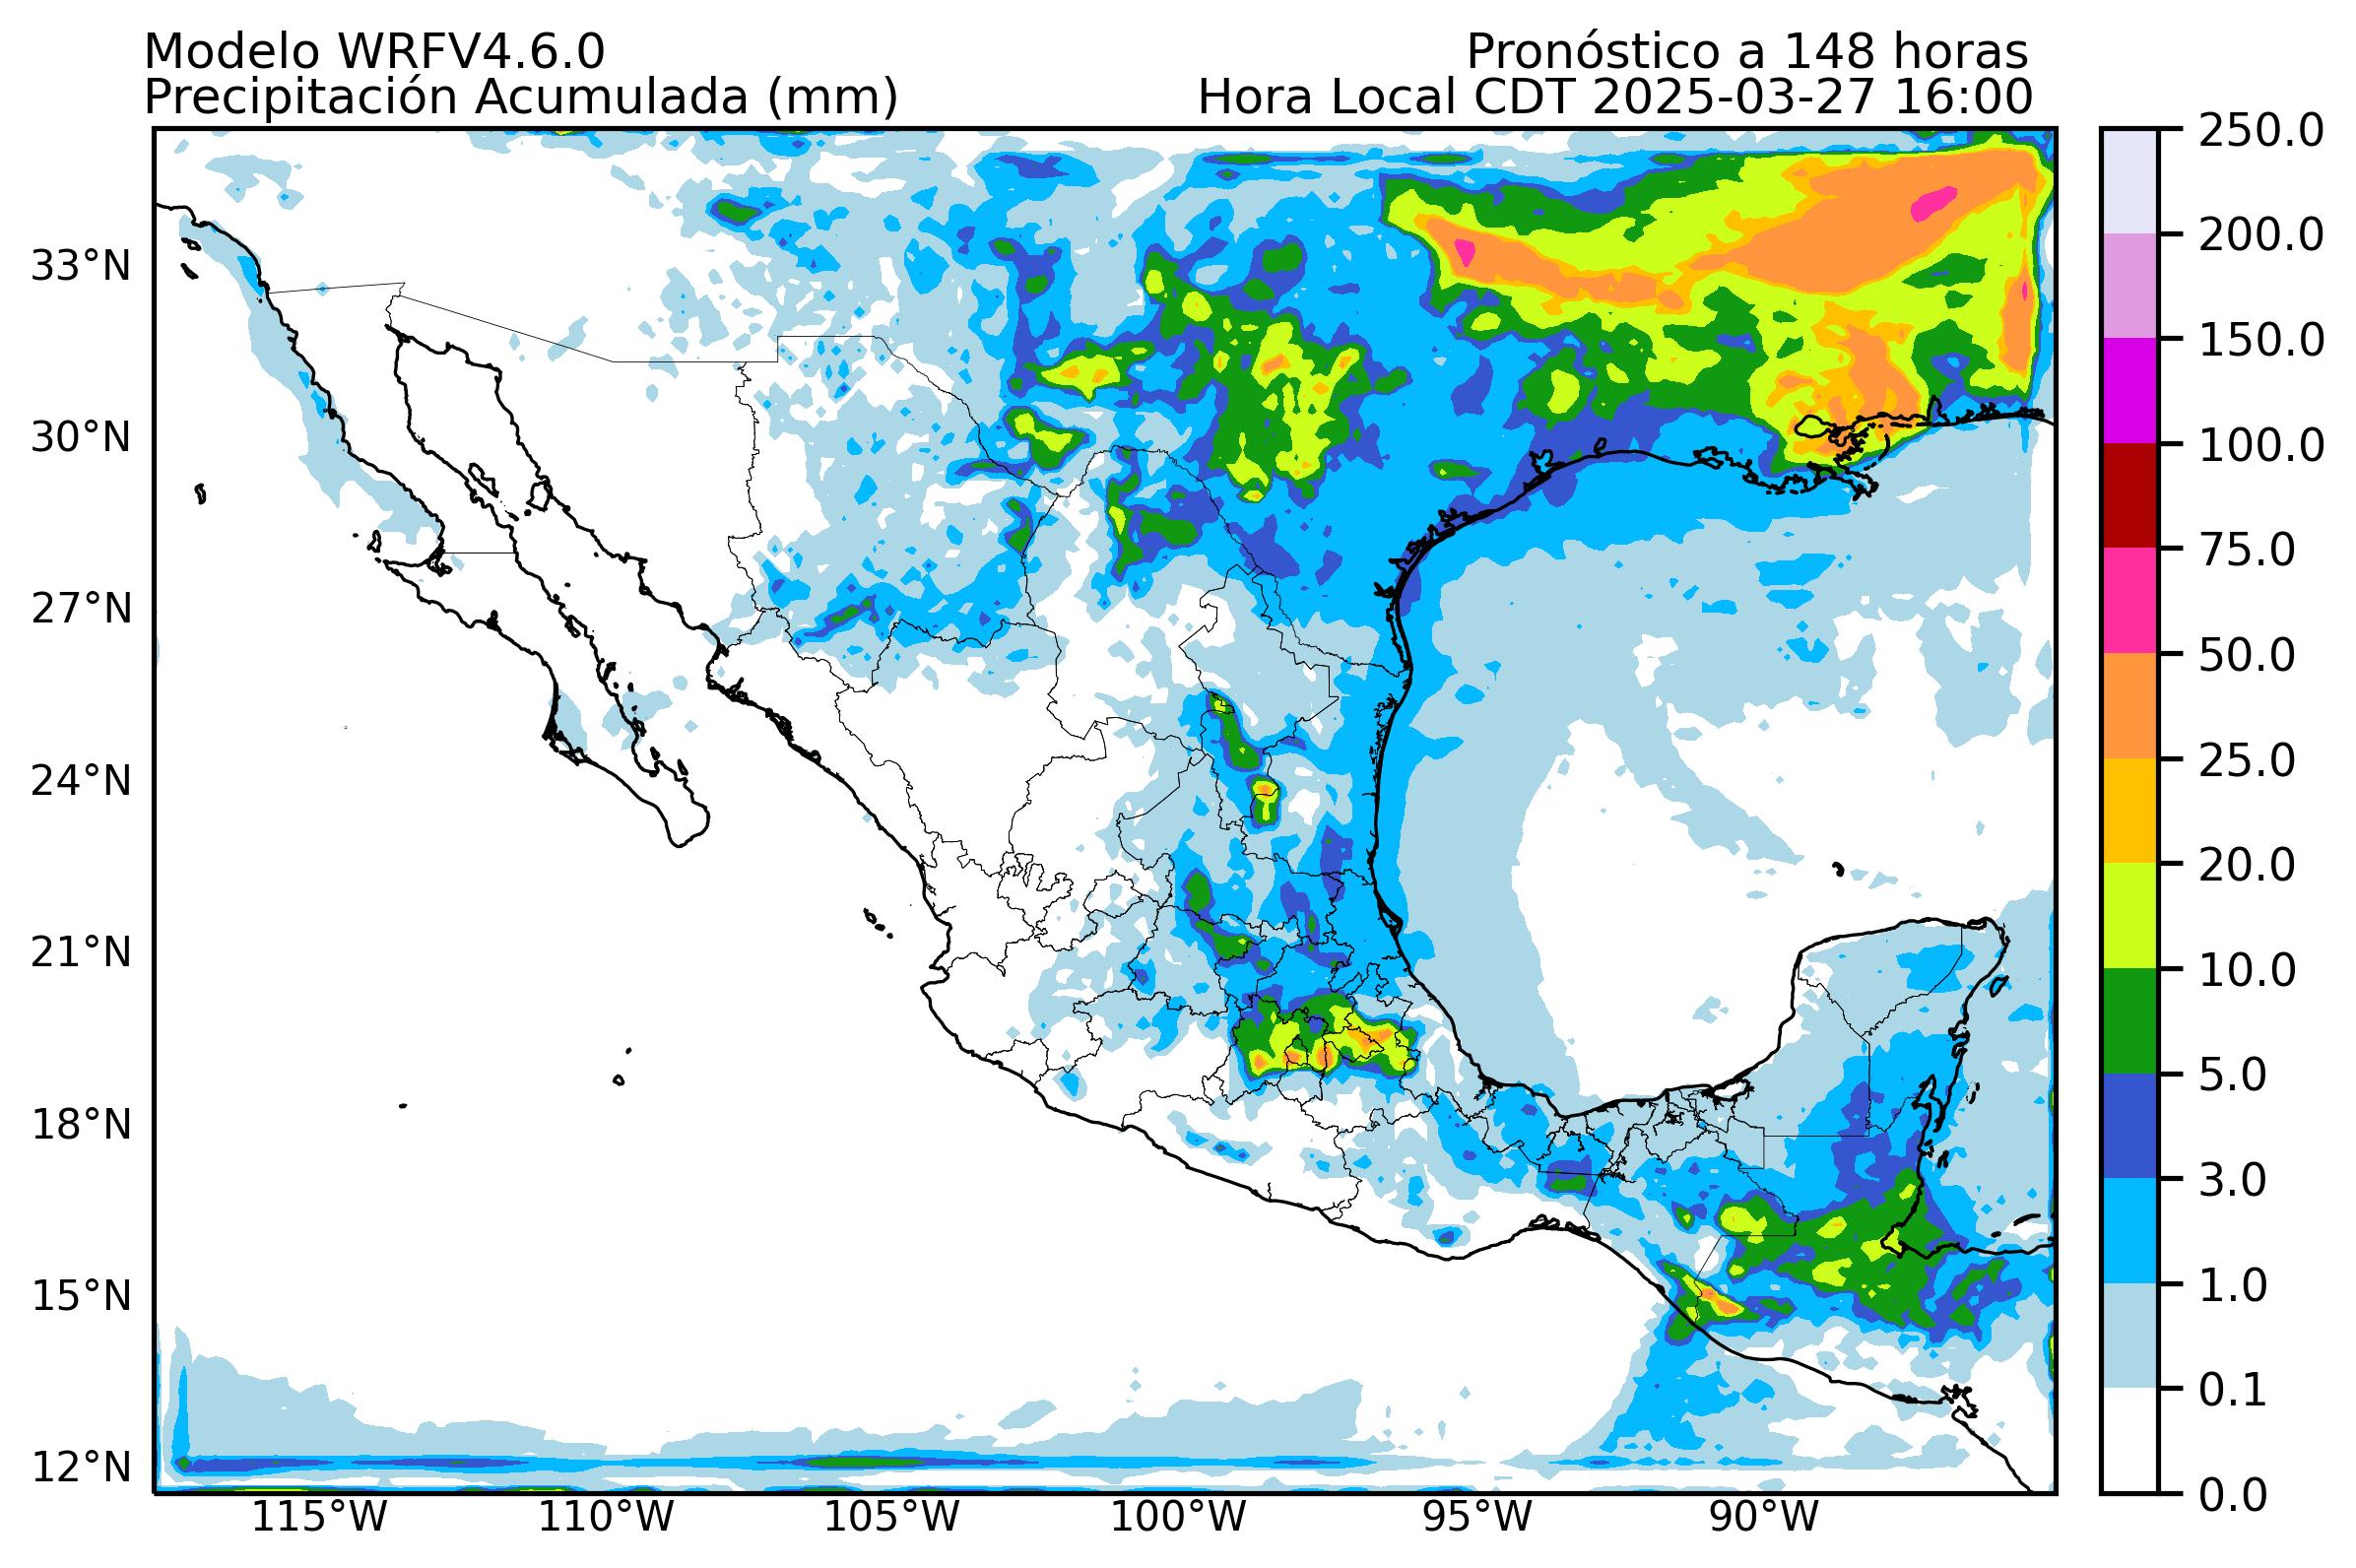 Modelo WRFV4.6.0
Pronóstico a 148 horas
Precipitación Acumulada (mm)
Hora Local CDT 2025-03-27 16:00
33°N
30°N
27°N
24°N
21°N
18°N
15°N
12°N
115°W
110°W
105°W
100°W
95°W
90°W
250.0
200.0
150.0
100.0
75.0
50.0
25.0
20.0
10.0
5.0
3.0
1.0
0.1
0.0